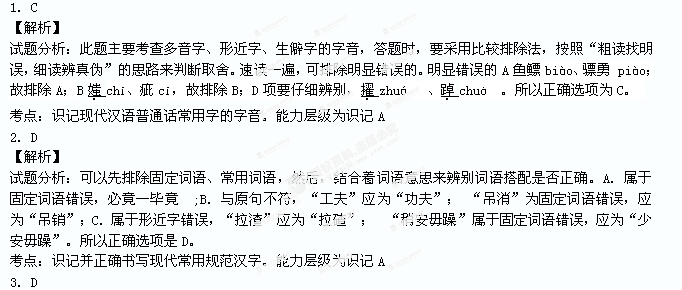 1. C
【解析】
试题分析：此题主要考查多音字、形近字、生僻字的字音，答题时，要采用比较排除法，按照“粗读找明
误，细读辨真伪”的思路来判断取舍。速读一遍，可排除明显错误的。明显错误的 A 鱼鳔 biào、骠勇 piào；
故排除 A；B 媸 chī、疵 cī，故排除 B；D 项要仔细辨别，擢 zhuó 、踔 chuō 。所以正确选项为 C。
考点：识记现代汉语普通话常用字的字音。能力层级为识记 A
2. D
【解析】
试题分析：可以先排除固定词语、常用词语，然后，结合着词语意思来辨别词语搭配是否正确。A. 属于
固定词语错误，必竟—毕竟 ;B. 与原句不符，“工夫”应为“功夫”； “吊消”为固定词语错误，应
为“吊销”；C. 属于形近字错误，“拉渣”应为“拉碴”； “稍安毋躁”属于固定词语错误，应为“少
安毋躁”。所以正确选项是 D。
考点：识记并正确书写现代常用规范汉字。能力层级为识记 A
3. D